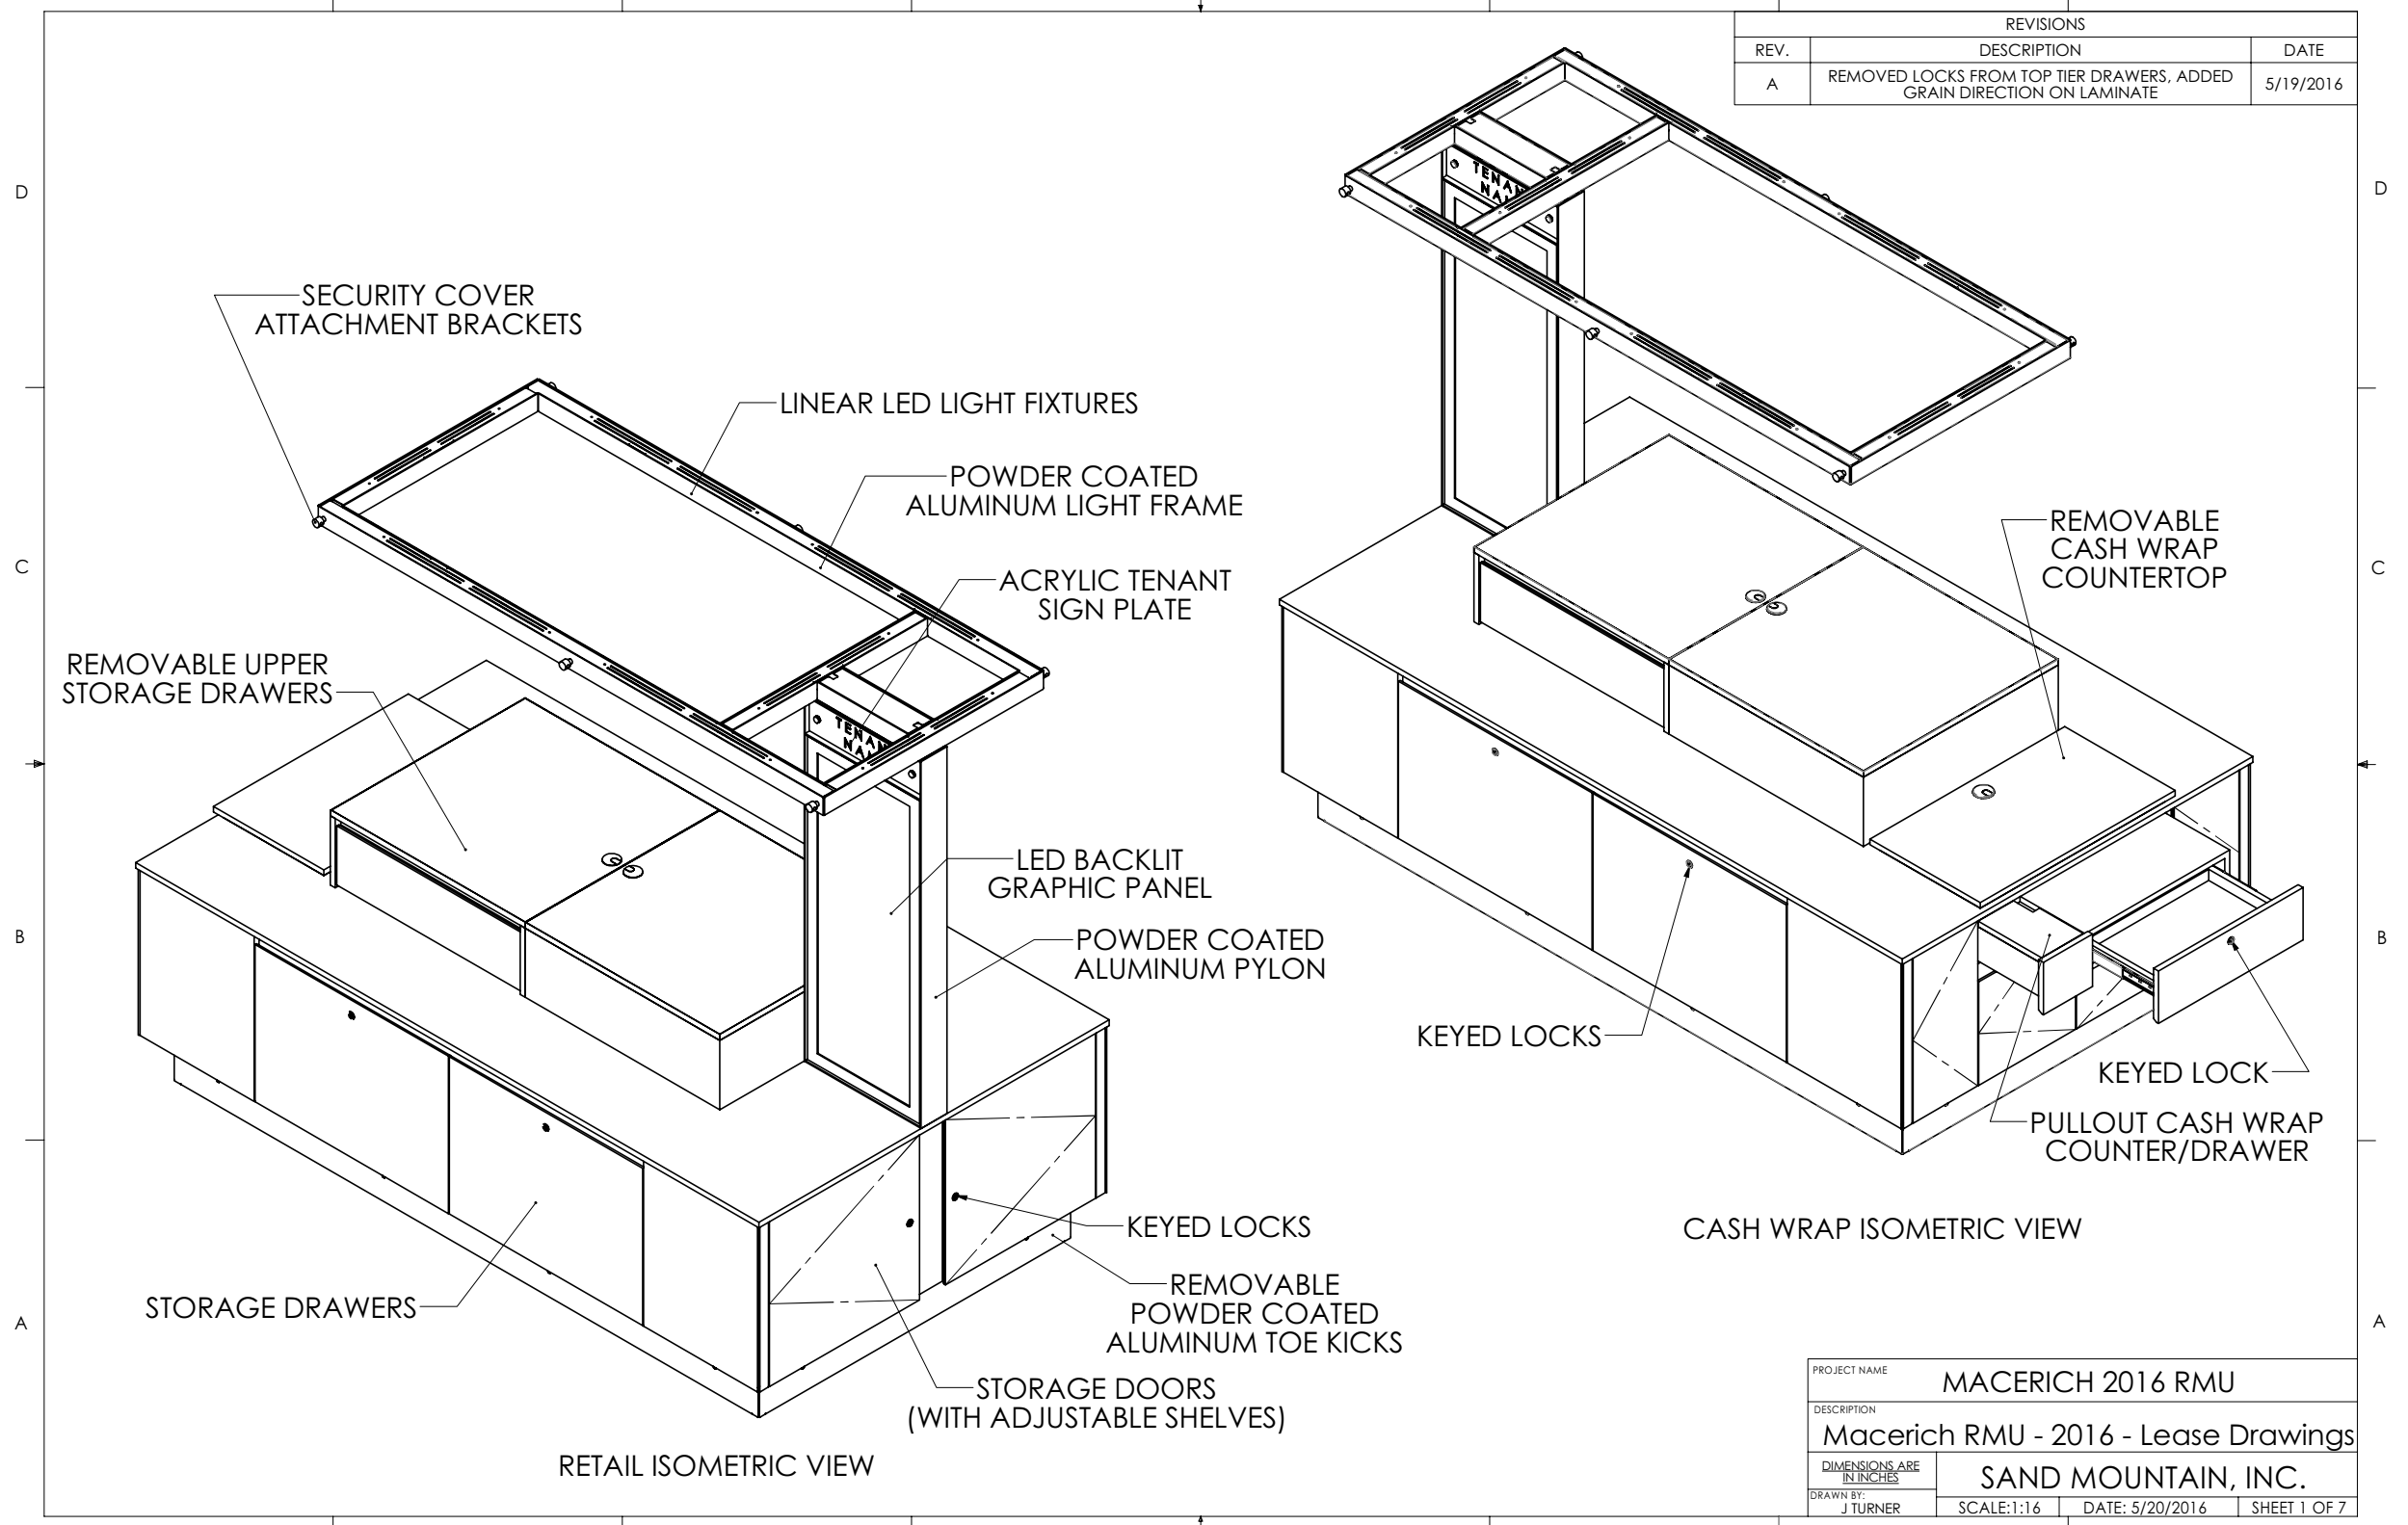 REVISIONS
REV. DESCRIPTION DATE
A REMOVED LOCKS FROM TOP TIER DRAWERS, ADDED
GRAIN DIRECTION ON LAMINATE 5/19/2016
D
D
C
C
B
B
A
A
SECURITY COVER
ATTACHMENT BRACKETS
LINEAR LED LIGHT FIXTURES
POWDER COATED
ALUMINUM LIGHT FRAME
ACRYLIC TENANT
SIGN PLATE
REMOVABLE UPPER
STORAGE DRAWERS
LED BACKLIT
GRAPHIC PANEL
POWDER COATED
ALUMINUM PYLON
KEYED LOCKS
REMOVABLE
POWDER COATED
ALUMINUM TOE KICKS
STORAGE DRAWERS
STORAGE DOORS
(WITH ADJUSTABLE SHELVES)
RETAIL ISOMETRIC VIEW
REMOVABLE
CASH WRAP
COUNTERTOP
KEYED LOCKS
KEYED LOCK
PULLOUT CASH WRAP
COUNTER/DRAWER
CASH WRAP ISOMETRIC VIEW
PROJECT NAME
MACERICH 2016 RMU
DESCRIPTION
Macerich RMU - 2016 - Lease Drawings
DIMENSIONS ARE
IN INCHES
SAND MOUNTAIN, INC.
DRAWN BY:
J TURNER
SCALE:1:16
DATE: 5/20/2016
SHEET 1 OF 7